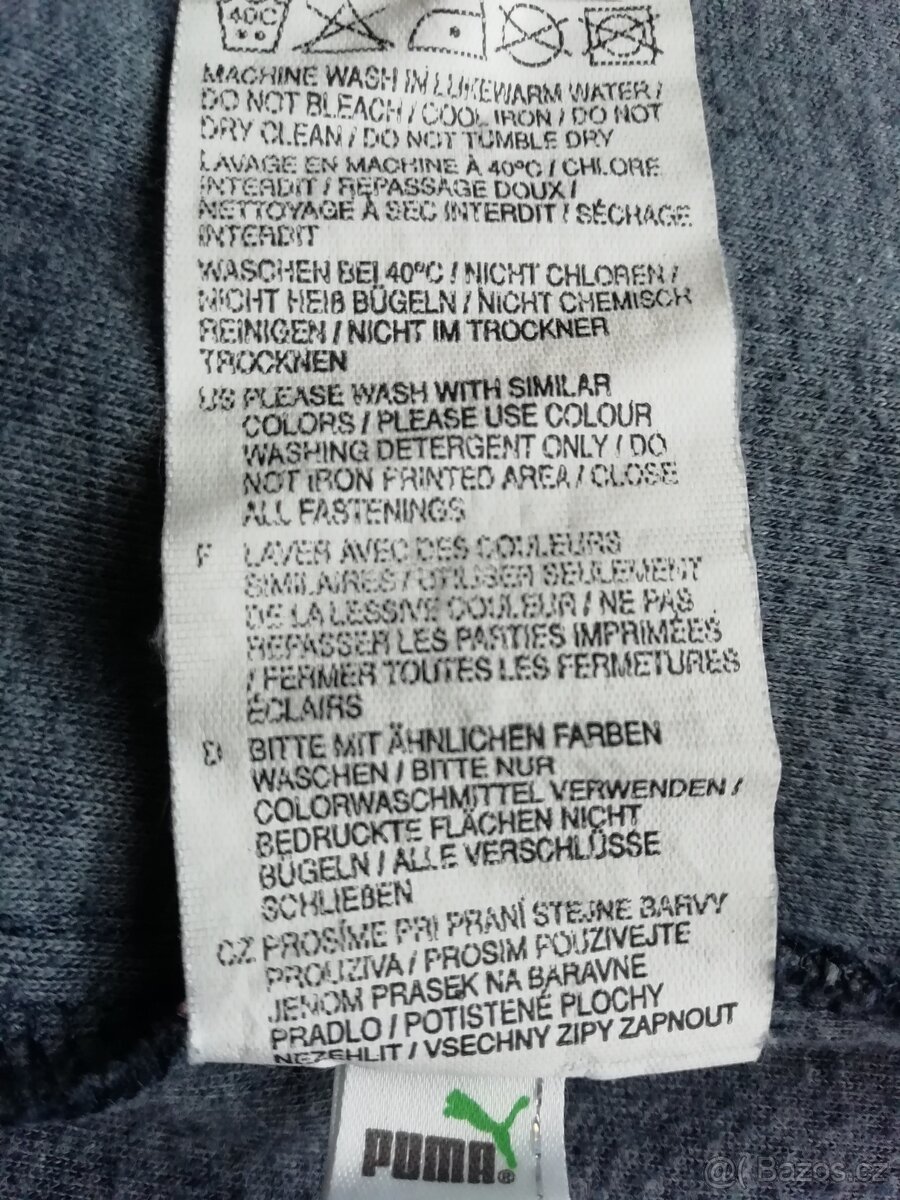 40C
MACHINE WASH IN LUKEWARM WATER /
DO NOT BLEACH / COOL IRON / DO NOT
DRY CLEAN / DO NOT TUMBLE DRY
LAVAGE EN MACHINE À 40ºC / CHLORE
INTERDIT / REPASSAGE DOUX /
NETTOYAGE À SEC INTERDIT / SÉCHAGE
INTERDIT
WASCHEN BEI 40ºC / NICHT CHLOREN /
NICHT HEIß BÜGELN / NICHT CHEMISCH
REINIGEN / NICHT IM TROCKNER
TROCKNEN
US PLEASE WASH WITH SIMILAR
COLORS / PLEASE USE COLOUR
WASHING DETERGENT ONLY / DO
NOT IRON PRINTED AREA / CLOSE
ALL FASTENINGS
F LAVER AVEC DES COULEURS
SIMILAIRES / UTILISER SEULEMENT
DE LA LESSIVE COULEUR / NE PAS
REPASSER LES PARTIES IMPRIMÉES
/ FERMER TOUTES LES FERMETURES
ÉCLAIRS
D BITTE MIT ÄHNLICHEN FARBEN
WASCHEN / BITTE NUR
COLORWASCHMITTEL VERWENDEN /
BEDRUCKTE FLÄCHEN NICHT
BÜGELN / ALLE VERSCHLÜSSE
SCHLIEßEN
CZ PROSÍME PRI PRANÍ STEJNE BARVY
PROUZIVA / PROSIM POUZIVEJTE
JENOM PRASEK NA BARAVNE
PRADLO / POTISTENÉ PLOCHY
NEZEHLIT / VSECHNY ZIPY ZAPNOUT
PUMA®
@( Bazos.cz